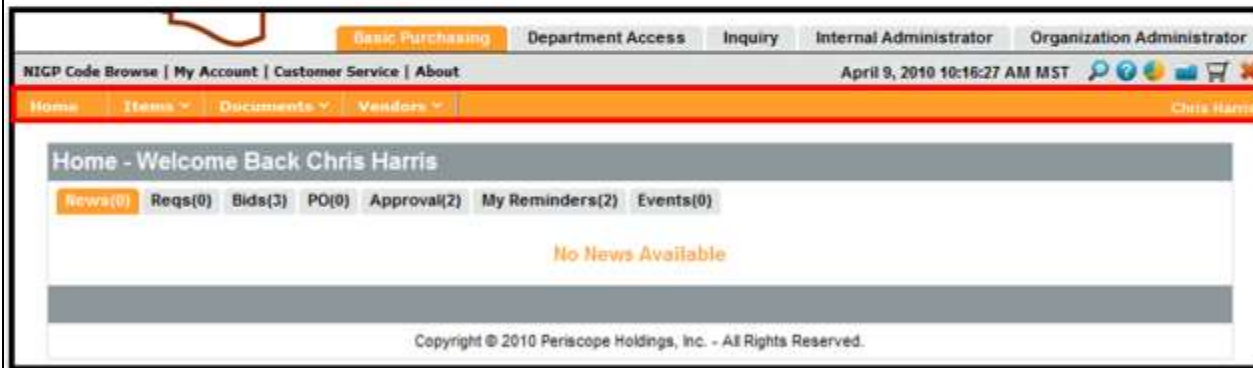 Basic Purchasing Department Access Inquiry Internal Administrator Organization Administrator
NIGP Code Browse | My Account | Customer Service | About April 9, 2010 10:16:27 AM MST
Home Items Documents Vendors Chris Harris
Home - Welcome Back Chris Harris
News(0) Reqs(0) Bids(3) PO(0) Approval(2) My Reminders(2) Events(0)
No News Available
Copyright © 2010 Periscope Holdings, Inc. - All Rights Reserved.